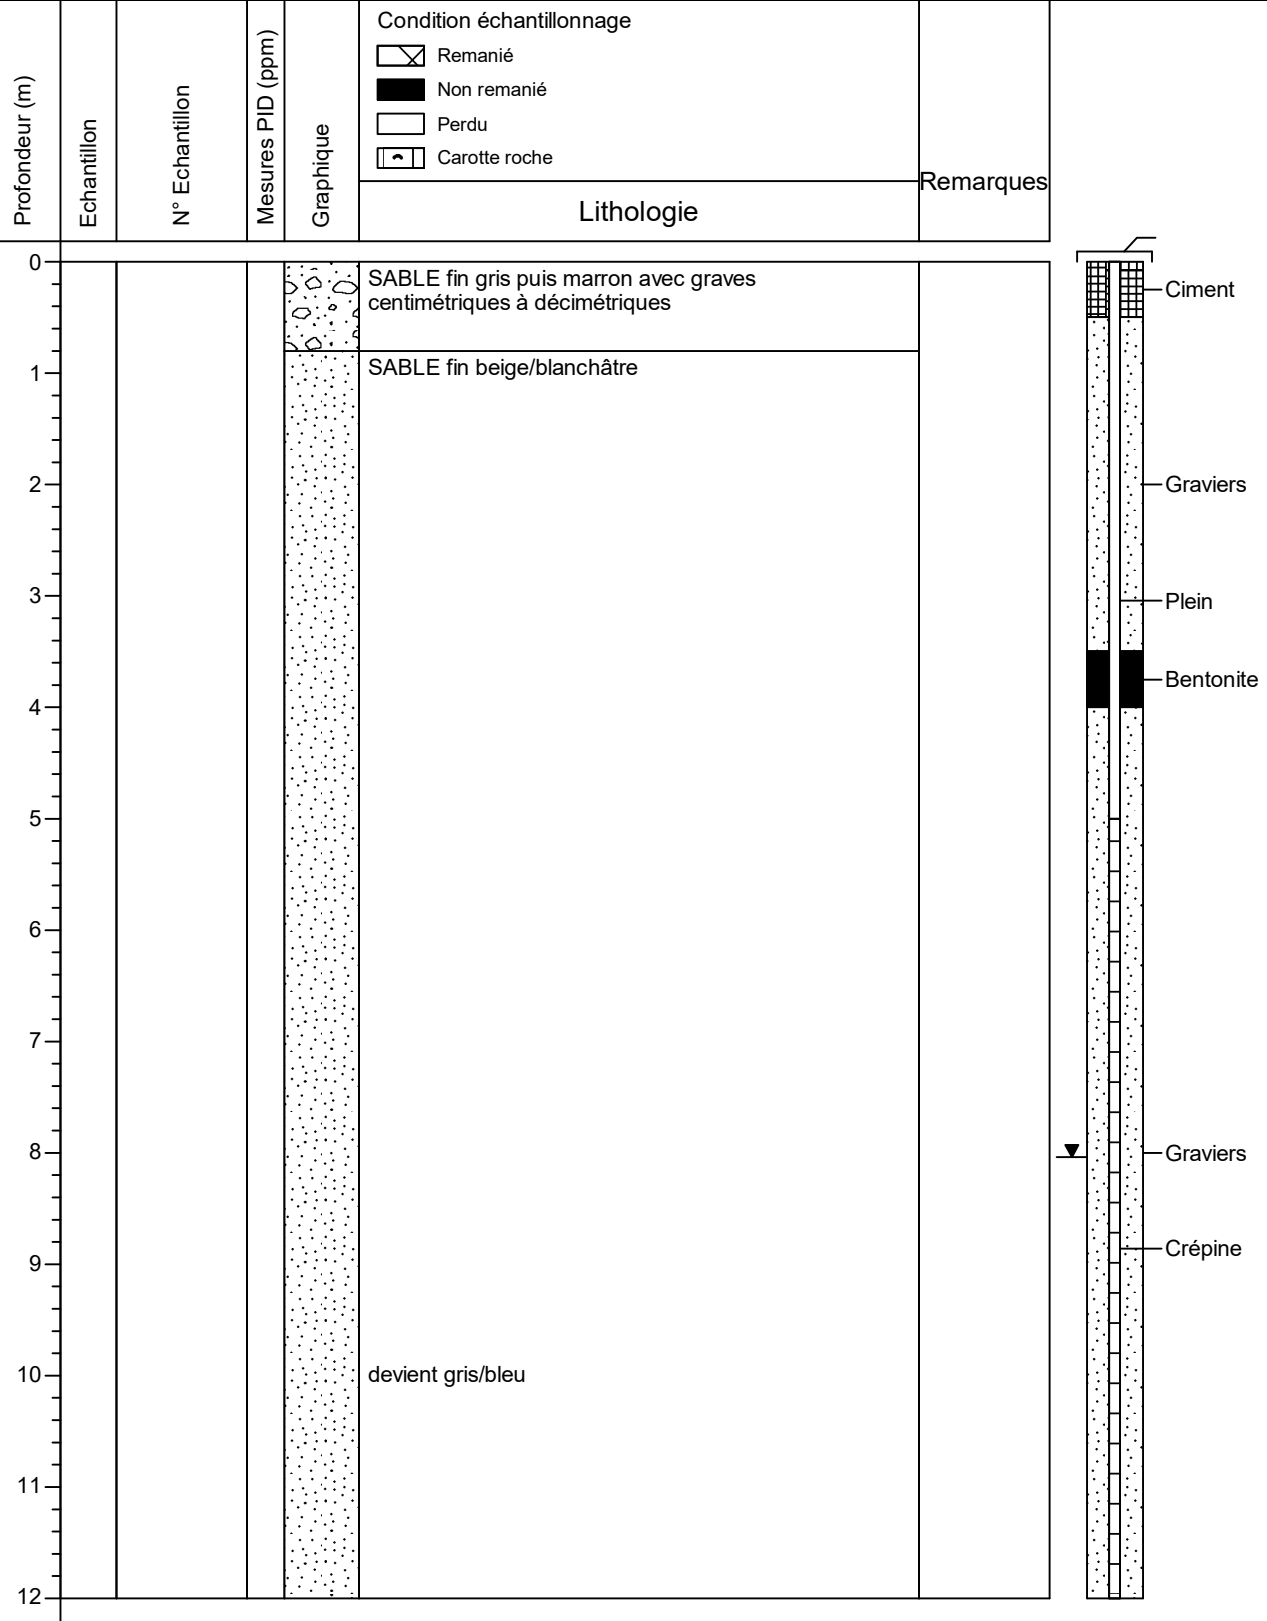 Profondeur (m)
Echantillon
N° Echantillon
Mesures PID (ppm)
Graphique
Condition échantillonnage
Remanié
Non remanié
Perdu
Carotte roche
Lithologie
Remarques
0
1
2
3
4
5
6
7
8
9
10
11
12
SABLE fin gris puis marron avec graves
centimétriques à décimétriques
SABLE fin beige/blanchâtre
devient gris/bleu
Ciment
Graviers
Plein
Bentonite
Graviers
Crépine